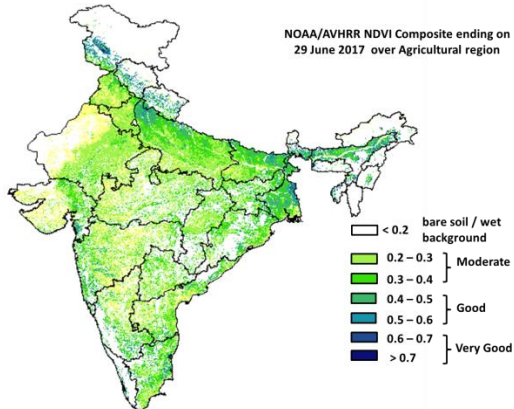 NOAA/AVHRR NDVI Composite ending on
29 June 2017 over Agricultural region
< 0.2 bare soil / wet
background
0.2 – 0.3
Moderate
0.3 – 0.4
0.4 – 0.5
Good
0.5 – 0.6
0.6 – 0.7
Very Good
> 0.7